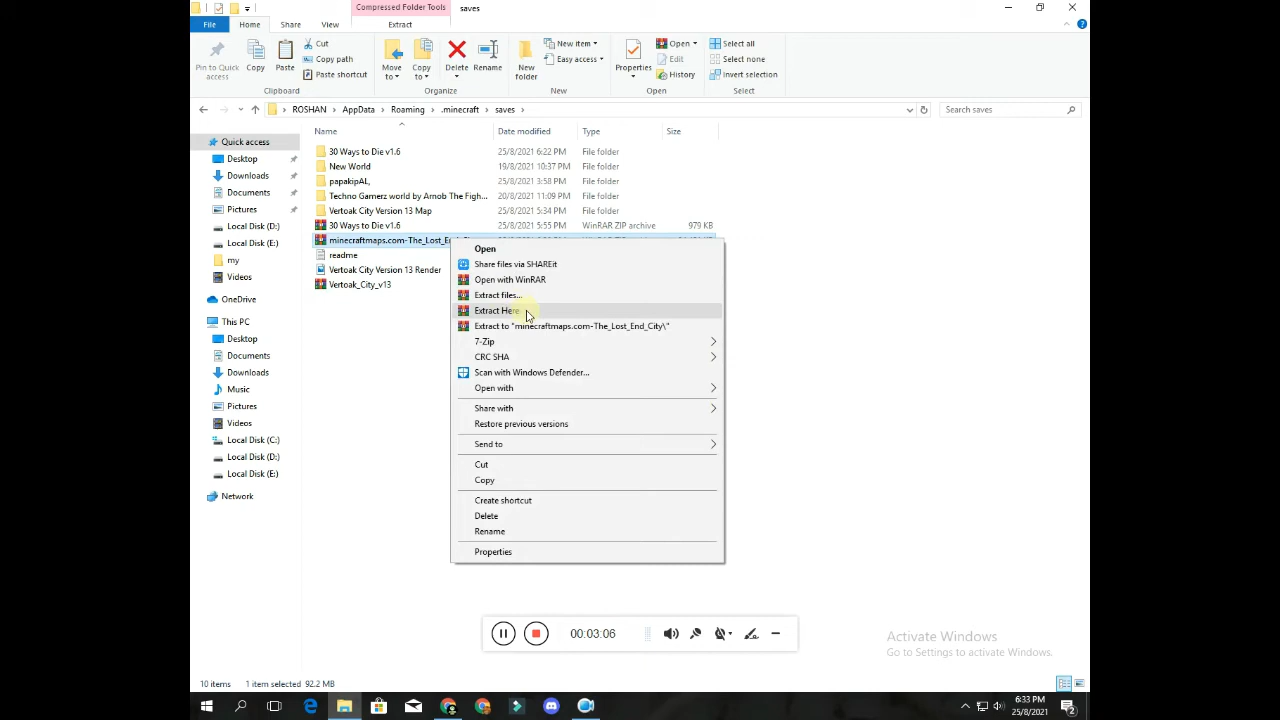 Compressed Folder Tools
saves
File
Home
Share
View
Extract
Pin to Quick access
Copy
Paste
Cut
Copy path
Paste shortcut
Clipboard
Move to
Copy to
Delete
Rename
Organize
New folder
New item
Easy access
New
Properties
Open
Edit
History
Open
Select all
Select none
Invert selection
Select
ROSHAN > AppData > Roaming > .minecraft > saves >
Search saves
Name
Date modified
Type
Size
30 Ways to Die v1.6 25/8/2021 6:22 PM File folder
New World 19/8/2021 10:37 PM File folder
papakipAL, 25/8/2021 3:58 PM File folder
Techno Gamerz world by Arnob The Figh... 20/8/2021 11:09 PM File folder
Vertoak City Version 13 Map 25/8/2021 5:34 PM File folder
30 Ways to Die v1.6 25/8/2021 5:55 PM WinRAR ZIP archive 979 KB
minecraftmaps.com-The_Lost_End
readme
Vertoak City Version 13 Render
Vertoak_City_v13
Quick access
Desktop
Downloads
Documents
Pictures
Local Disk (D:)
Local Disk (E:)
my
Videos
OneDrive
This PC
Desktop
Documents
Downloads
Music
Pictures
Videos
Local Disk (C:)
Local Disk (D:)
Local Disk (E:)
Network
Open
Share files via SHAREit
Open with WinRAR
Extract files...
Extract Here
Extract to "minecraftmaps.com-The_Lost_End_City\"
7-Zip
CRC SHA
Scan with Windows Defender...
Open with
Share with
Restore previous versions
Send to
Cut
Copy
Create shortcut
Delete
Rename
Properties
00:03:06
Activate Windows
Go to Settings to activate Windows.
10 items 1 item selected 92.2 MB
6:33 PM
25/8/2021
2